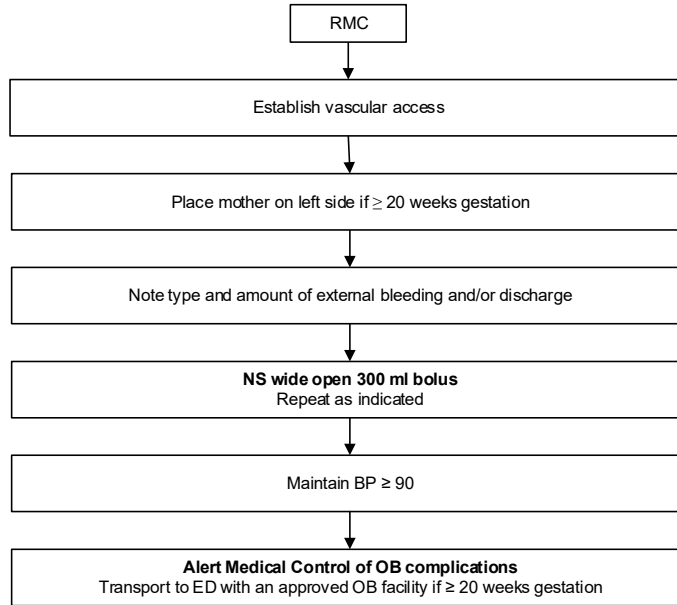 RMC
Establish vascular access
Place mother on left side if ≥ 20 weeks gestation
Note type and amount of external bleeding and/or discharge
NS wide open 300 ml bolus
Repeat as indicated
Maintain BP ≥ 90
Alert Medical Control of OB complications
Transport to ED with an approved OB facility if ≥ 20 weeks gestation